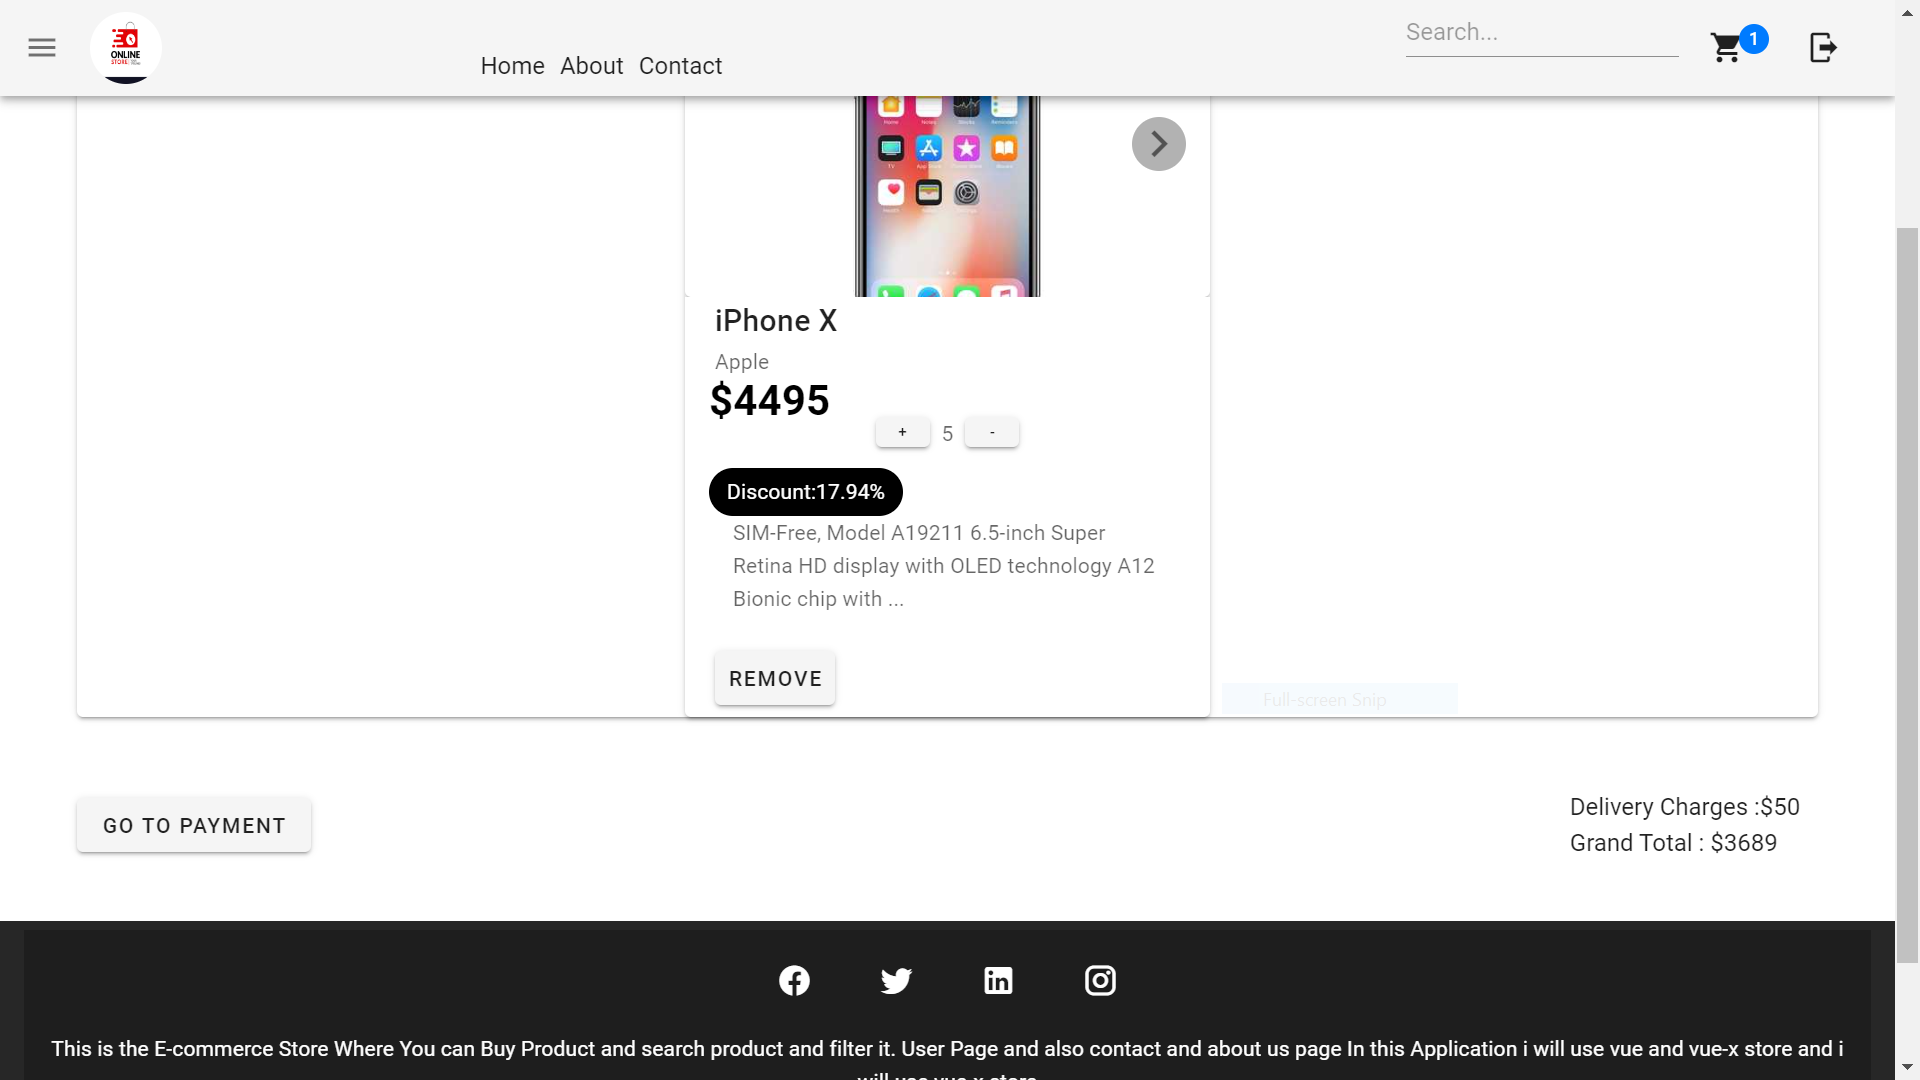 ONLINE
STORE
Home About Contact
Search...
1
iPhone X
Apple
$4495
+ 5 -
Discount:17.94%
SIM-Free, Model A19211 6.5-inch Super
Retina HD display with OLED technology A12
Bionic chip with ...
REMOVE
Full-screen Snip
GO TO PAYMENT
Delivery Charges :$50
Grand Total : $3689
This is the E-commerce Store Where You can Buy Product and search product and filter it. User Page and also contact and about us page In this Application i will use vue and vue-x store and i
will use vue-x store